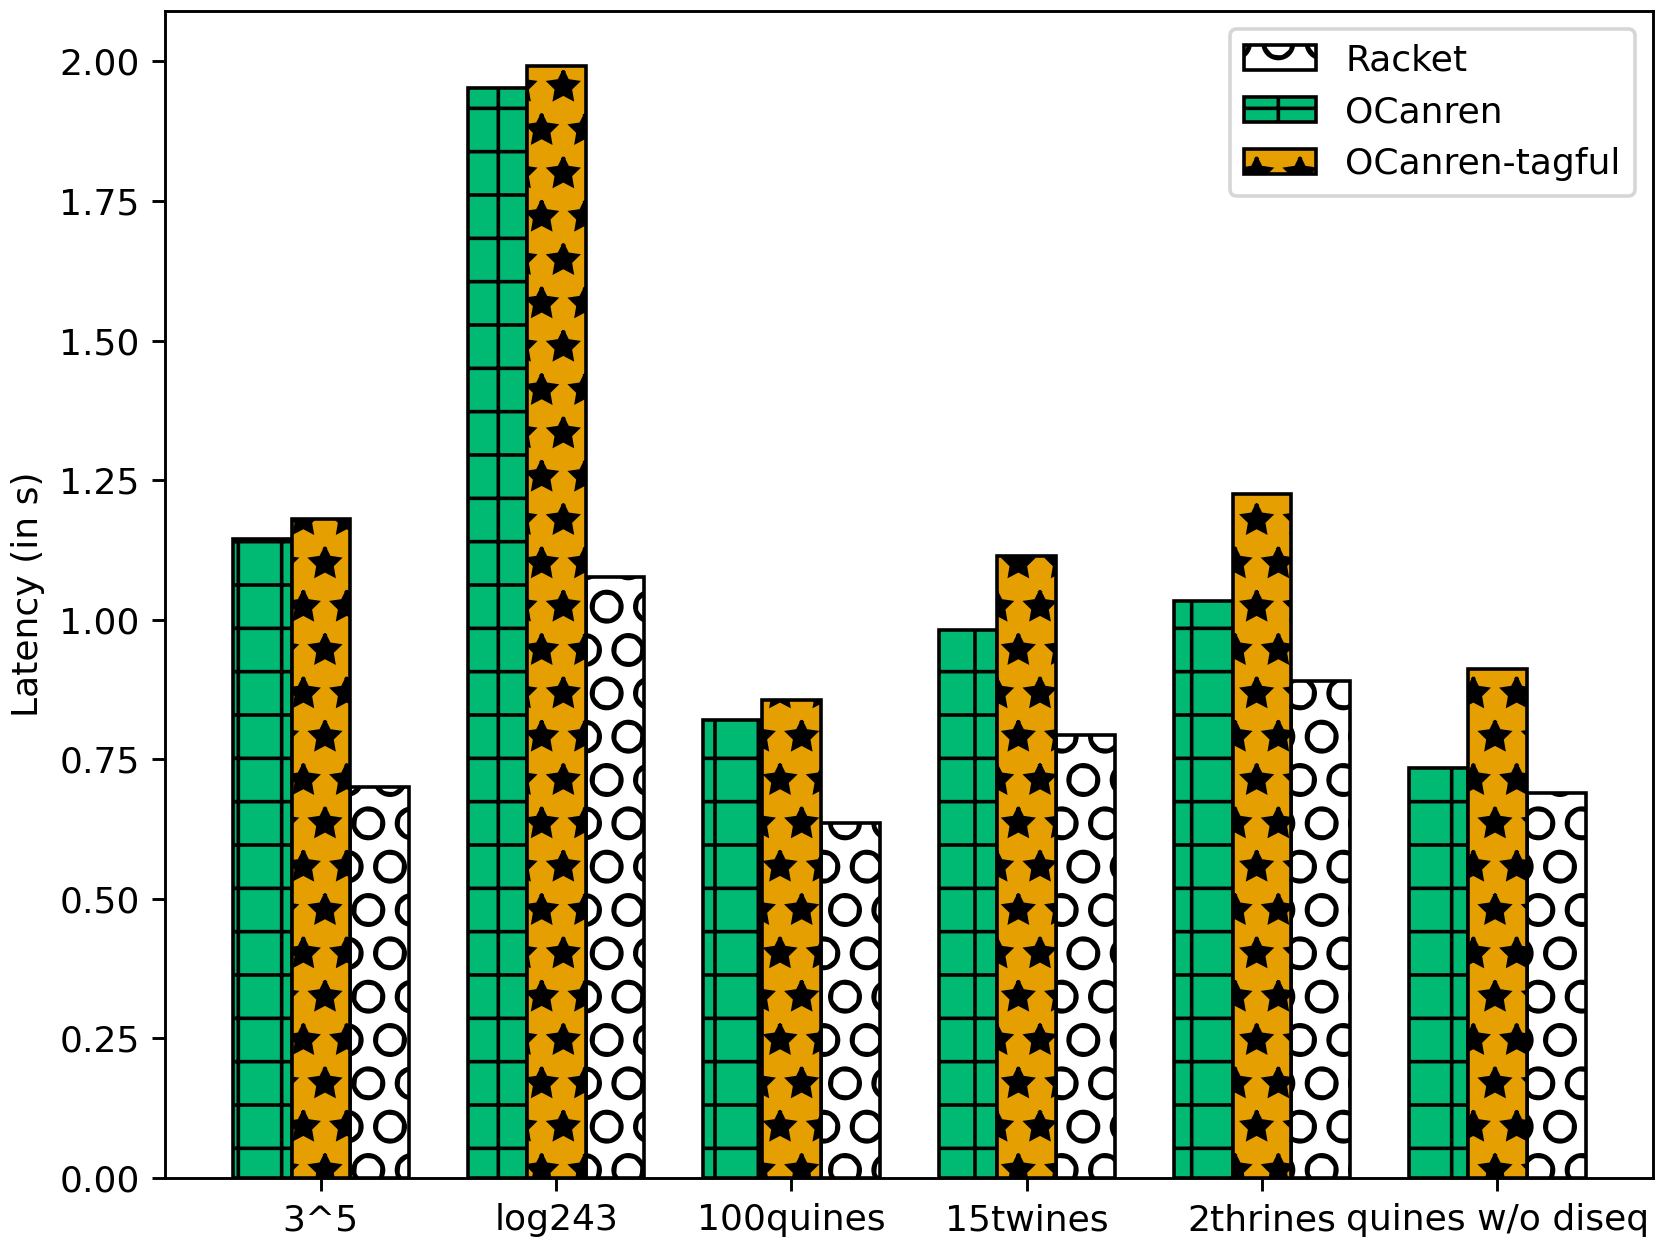 2.00
1.75
1.50
1.25
1.00
0.75
0.50
0.25
0.00
Latency (in s)
Racket
OCanren
OCanren-tagful
3^5
log243
100quines
15twines
2thrines
quines w/o diseq